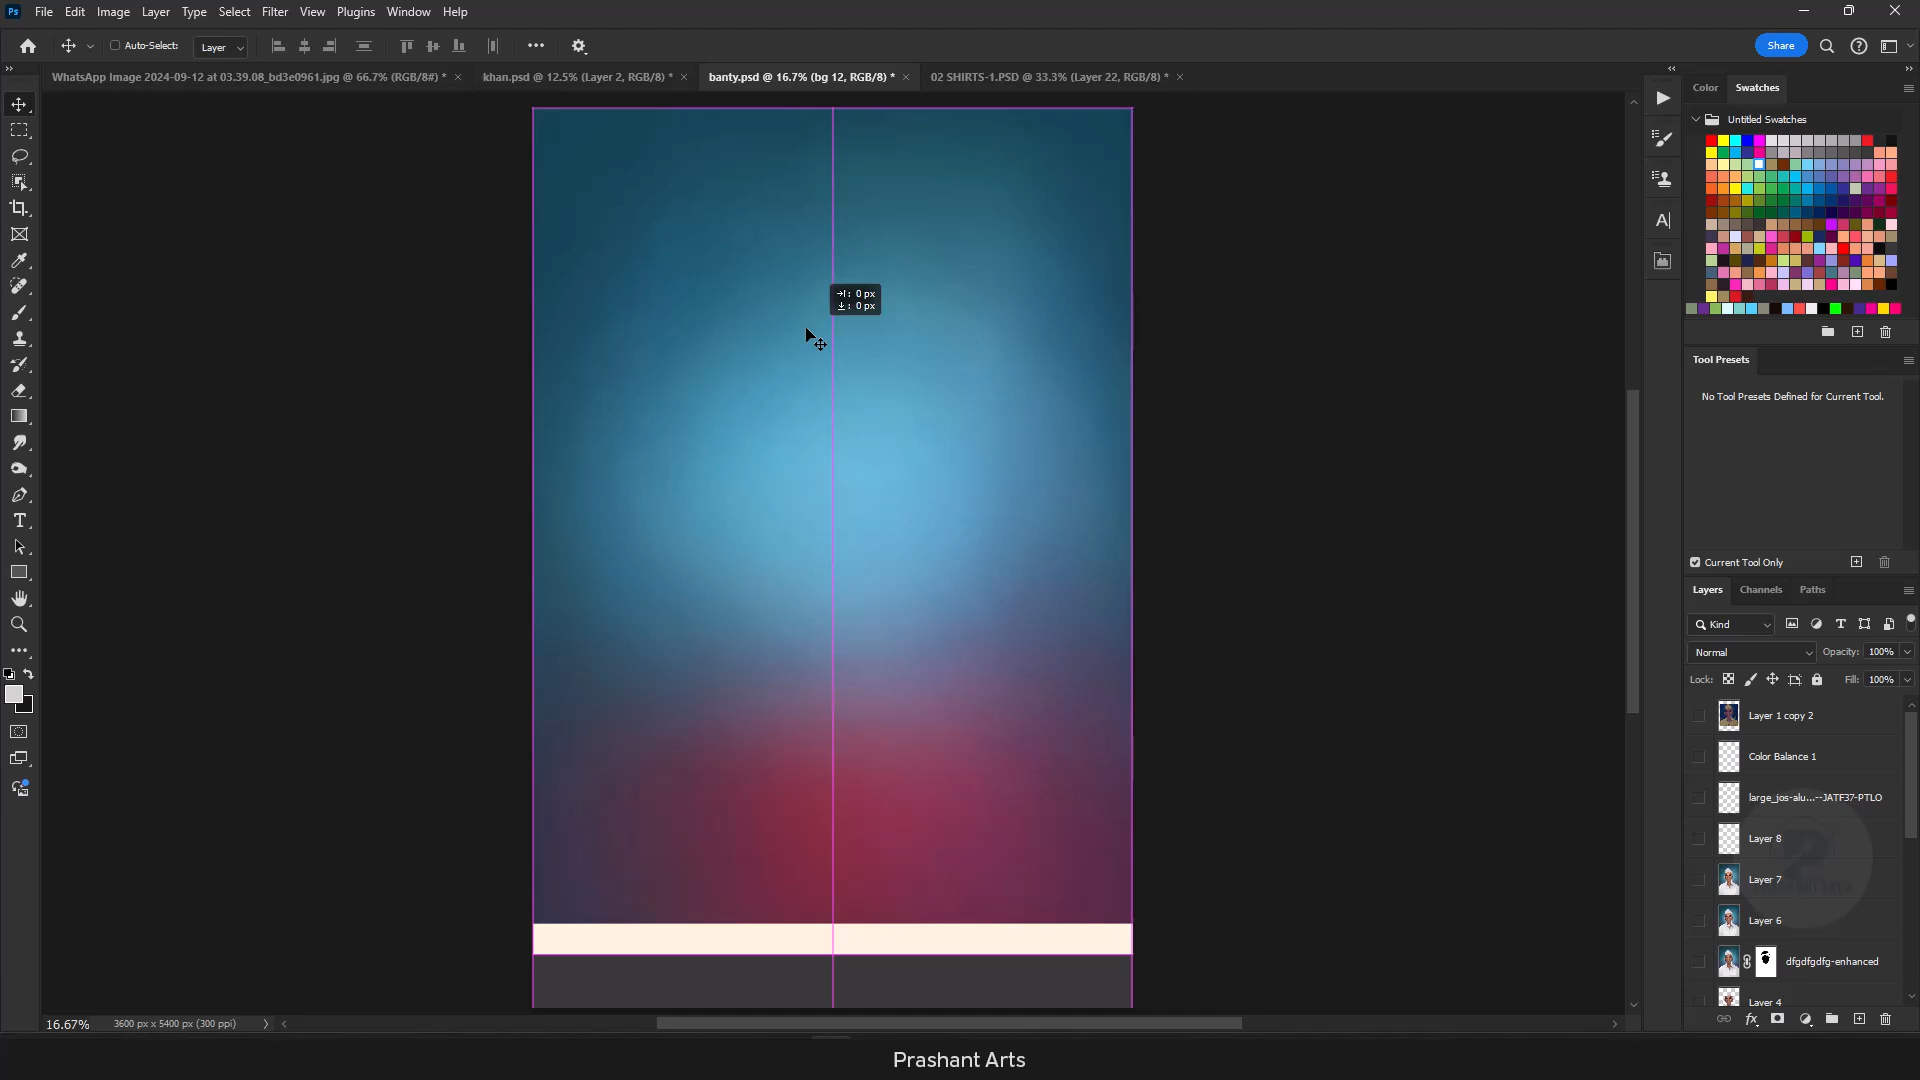 Ps File Edit Image Layer Type Select Filter View Plugins Window Help
Auto-Select: Layer Share
WhatsApp Image 2024-09-12 at 03.39.08_bd3e0961.jpg @ 66.7% (RGB/8#) * khan.psd @ 12.5% (Layer 2, RGB/8) * banty.psd @ 16.7% (bg 12, RGB/8) * 02 SHIRTS-1.PSD @ 33.3% (Layer 22, RGB/8) *
Color Swatches
Untitled Swatches
: 0 px
: 0 px
Tool Presets
No Tool Presets Defined for Current Tool.
Current Tool Only
Layers Channels Paths
Kind
Normal Opacity: 100%
Lock: Fill: 100%
Layer 1 copy 2
Color Balance 1
large_jos-alu...--JATF37-PTLO
Layer 8
Layer 7
Layer 6
dfgdfgdfg-enhanced
Layer 4
16.67% 3600 px x 5400 px (300 ppi)
Prashant Arts